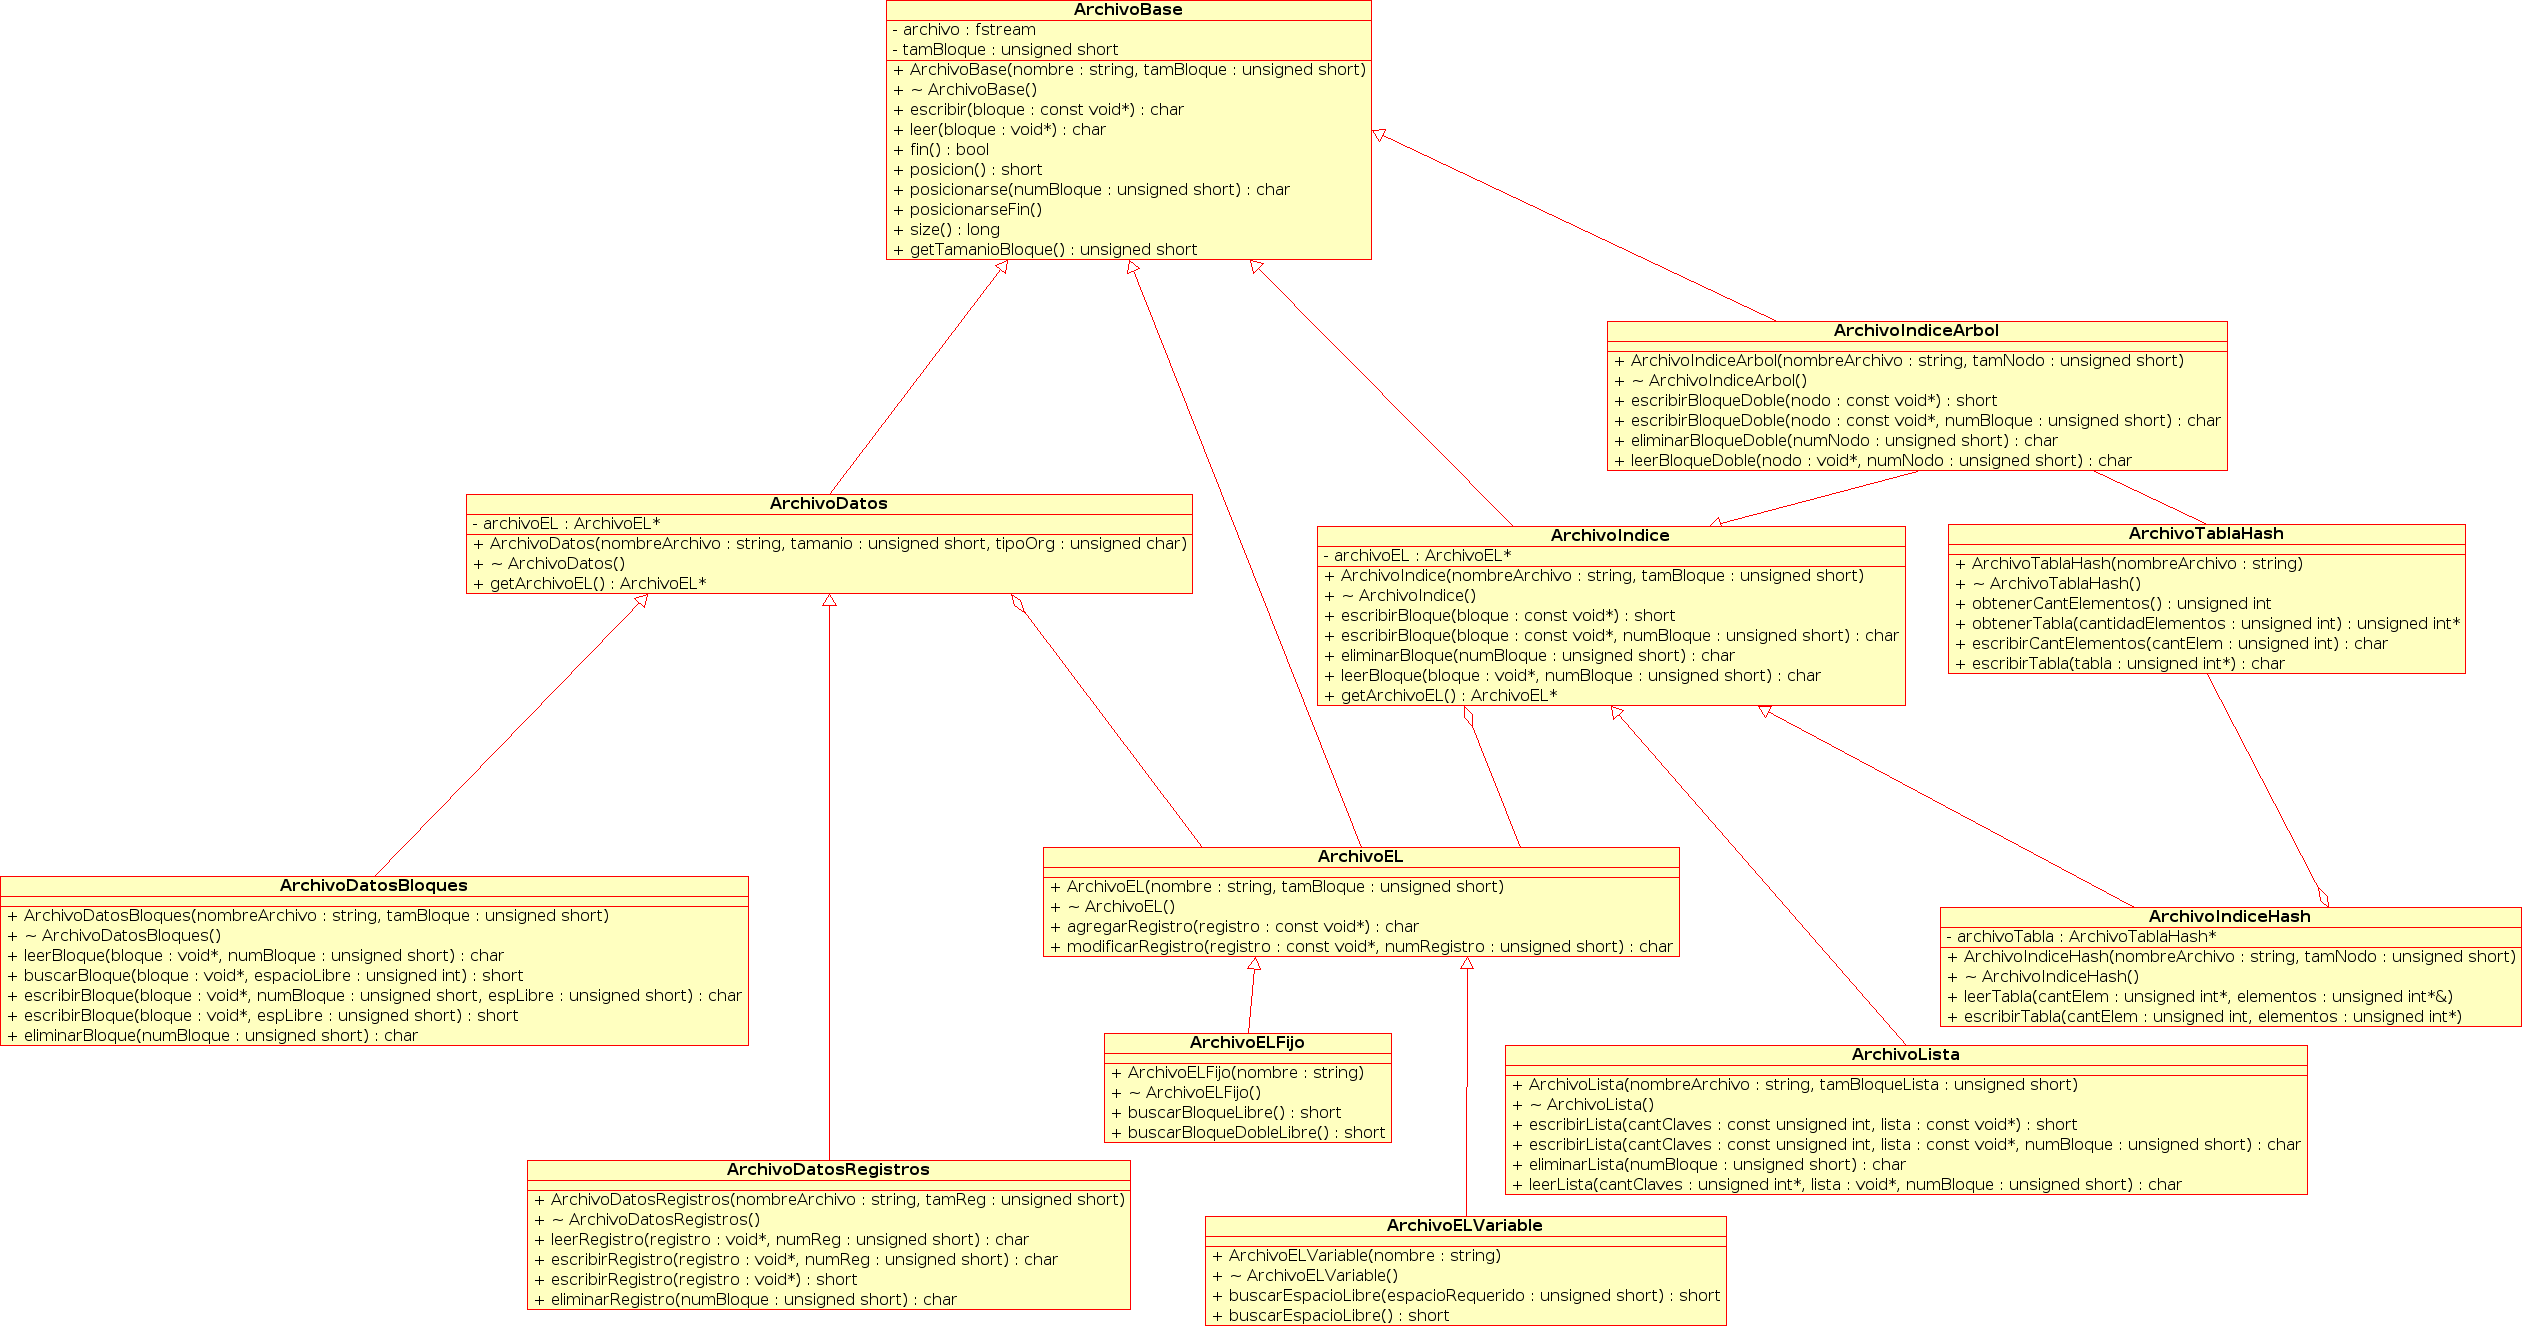 ArchivoBase
- archivo : fstream
- tamBloque : unsigned short
+ ArchivoBase(nombre : string, tamBloque : unsigned short)
+ ~ ArchivoBase()
+ escribir(bloque : const void*) : char
+ leer(bloque : void*) : char
+ fin() : bool
+ posicion() : short
+ posicionarse(numBloque : unsigned short) : char
+ posicionarseFin()
+ size() : long
+ getTamanioBloque() : unsigned short
ArchivoIndiceArbol
+ ArchivoIndiceArbol(nombreArchivo : string, tamNodo : unsigned short)
+ ~ ArchivoIndiceArbol()
+ escribirBloqueDoble(nodo : const void*) : short
+ escribirBloqueDoble(nodo : const void*, numBloque : unsigned short) : char
+ eliminarBloqueDoble(numNodo : unsigned short) : char
+ leerBloqueDoble(nodo : void*, numNodo : unsigned short) : char
ArchivoDatos
- archivoEL : ArchivoEL*
+ ArchivoDatos(nombreArchivo : string, tamanio : unsigned short, tipoOrg : unsigned char)
+ ~ ArchivoDatos()
+ getArchivoEL() : ArchivoEL*
ArchivoIndice
- archivoEL : ArchivoEL*
+ ArchivoIndice(nombreArchivo : string, tamBloque : unsigned short)
+ ~ ArchivoIndice()
+ escribirBloque(bloque : const void*) : short
+ escribirBloque(bloque : const void*, numBloque : unsigned short) : char
+ eliminarBloque(numBloque : unsigned short) : char
+ leerBloque(bloque : void*, numBloque : unsigned short) : char
+ getArchivoEL() : ArchivoEL*
ArchivoTablaHash
+ ArchivoTablaHash(nombreArchivo : string)
+ ~ ArchivoTablaHash()
+ obtenerCantElementos() : unsigned int
+ obtenerTabla(cantidadElementos : unsigned int) : unsigned int*
+ escribirCantElementos(cantElem : unsigned int) : char
+ escribirTabla(tabla : unsigned int*) : char
ArchivoDatosBloques
+ ArchivoDatosBloques(nombreArchivo : string, tamBloque : unsigned short)
+ ~ ArchivoDatosBloques()
+ leerBloque(bloque : void*, numBloque : unsigned short) : char
+ buscarBloque(bloque : void*, espacioLibre : unsigned int) : short
+ escribirBloque(bloque : void*, numBloque : unsigned short, espLibre : unsigned short) : char
+ escribirBloque(bloque : void*, espLibre : unsigned short) : short
+ eliminarBloque(numBloque : unsigned short) : char
ArchivoEL
+ ArchivoEL(nombre : string, tamBloque : unsigned short)
+ ~ ArchivoEL()
+ agregarRegistro(registro : const void*) : char
+ modificarRegistro(registro : const void*, numRegistro : unsigned short) : char
ArchivoIndiceHash
- archivoTabla : ArchivoTablaHash*
+ ArchivoIndiceHash(nombreArchivo : string, tamNodo : unsigned short)
+ ~ ArchivoIndiceHash()
+ leerTabla(cantElem : unsigned int*, elementos : unsigned int*&)
+ escribirTabla(cantElem : unsigned int, elementos : unsigned int*)
ArchivoELFijo
+ ArchivoELFijo(nombre : string)
+ ~ ArchivoELFijo()
+ buscarBloqueLibre() : short
+ buscarBloqueDobleLibre() : short
ArchivoLista
+ ArchivoLista(nombreArchivo : string, tamBloqueLista : unsigned short)
+ ~ ArchivoLista()
+ escribirLista(cantClaves : const unsigned int, lista : const void*) : short
+ escribirLista(cantClaves : const unsigned int, lista : const void*, numBloque : unsigned short) : char
+ eliminarLista(numBloque : unsigned short) : char
+ leerLista(cantClaves : unsigned int*, lista : void*, numBloque : unsigned short) : char
ArchivoDatosRegistros
+ ArchivoDatosRegistros(nombreArchivo : string, tamReg : unsigned short)
+ ~ ArchivoDatosRegistros()
+ leerRegistro(registro : void*, numReg : unsigned short) : char
+ escribirRegistro(registro : void*, numReg : unsigned short) : char
+ escribirRegistro(registro : void*) : short
+ eliminarRegistro(numBloque : unsigned short) : char
ArchivoELVariable
+ ArchivoELVariable(nombre : string)
+ ~ ArchivoELVariable()
+ buscarEspacioLibre(espacioRequerido : unsigned short) : short
+ buscarEspacioLibre() : short